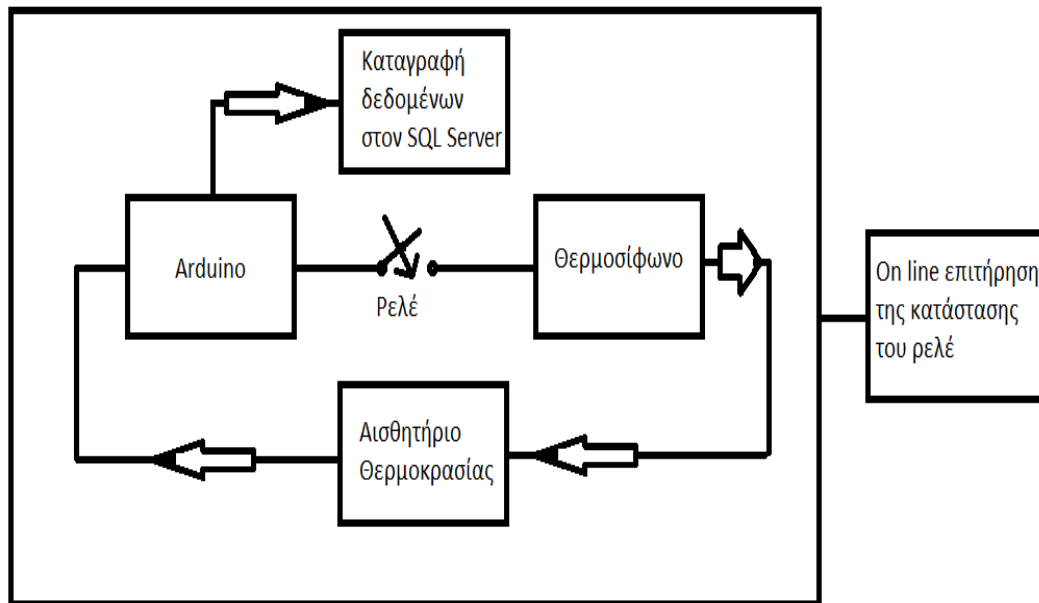 Καταγραφή
δεδομένων
στον SQL Server
Arduino
Ρελέ
Θερμοσίφωνο
On line επιτήρηση
της κατάστασης
του ρελέ
Αισθητήριο
Θερμοκρασίας